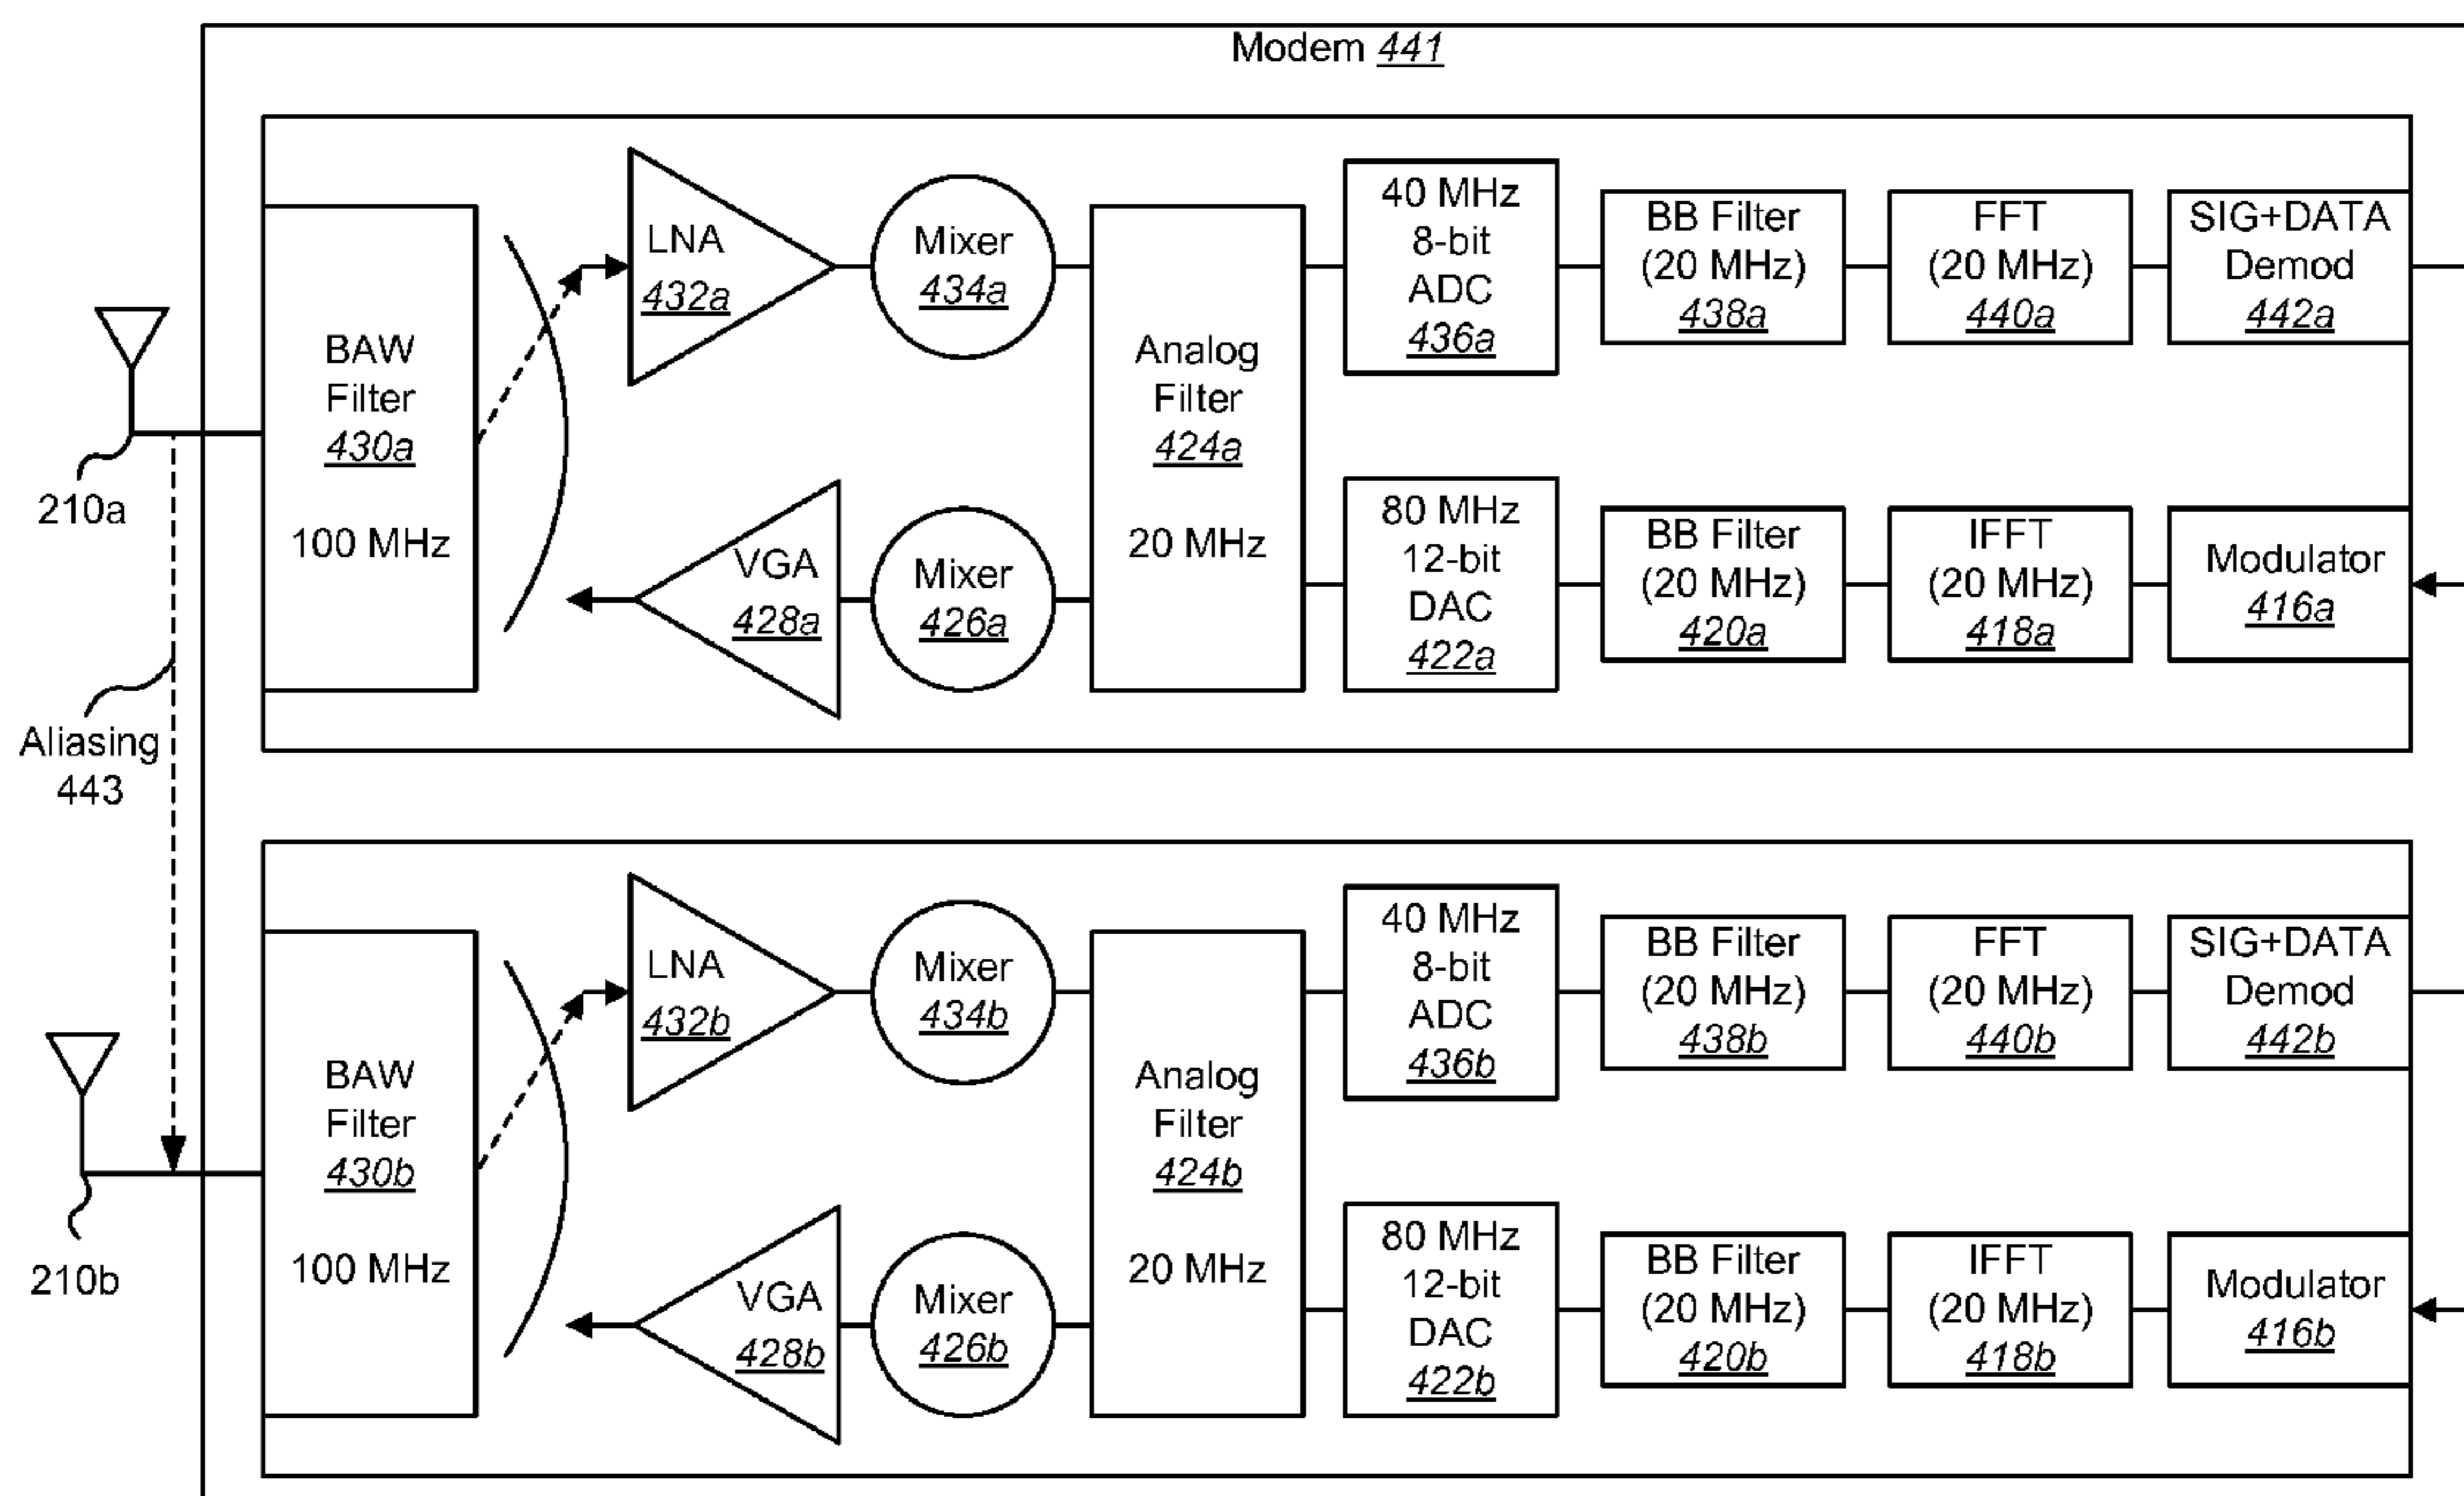 Modem 441
BAW
Filter
430a
100 MHz
LNA
432a
Mixer
434a
Analog
Filter
424a
20 MHz
40 MHz
8-bit
ADC
436a
BB Filter
(20 MHz)
438a
FFT
(20 MHz)
440a
SIG+DATA
Demod
442a
VGA
428a
Mixer
426a
80 MHz
12-bit
DAC
422a
BB Filter
(20 MHz)
420a
IFFT
(20 MHz)
418a
Modulator
416a
210a
Aliasing
443
BAW
Filter
430b
100 MHz
LNA
432b
Mixer
434b
Analog
Filter
424b
20 MHz
40 MHz
8-bit
ADC
436b
BB Filter
(20 MHz)
438b
FFT
(20 MHz)
440b
SIG+DATA
Demod
442b
VGA
428b
Mixer
426b
80 MHz
12-bit
DAC
422b
BB Filter
(20 MHz)
420b
IFFT
(20 MHz)
418b
Modulator
416b
210b